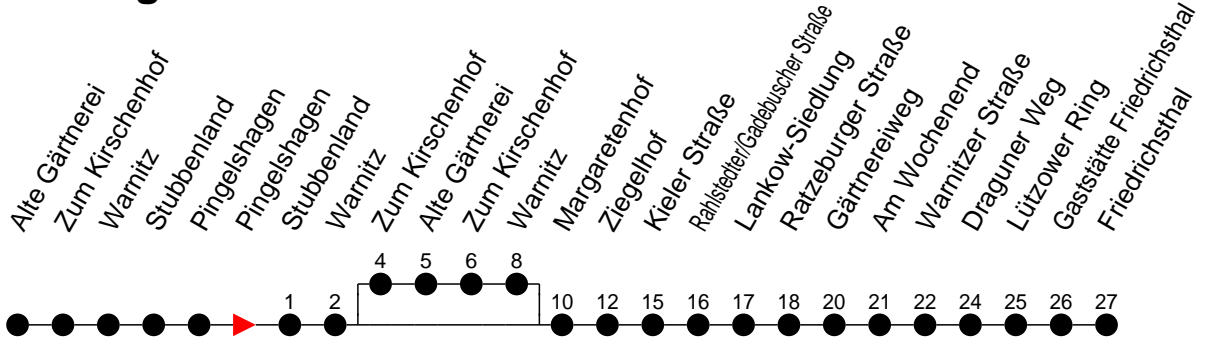 Alte Gärtnerei
Zum Kirschenhof
Warnitz
Stubbenland
Pingelshagen
Pingelshagen
Stubbenland
Warnitz
Zum Kirschenhof
Alte Gärtnerei
Zum Kirschenhof
Warnitz
Margaretenhof
Ziegelhof
Kieler Straße
Rahlstedter/Gadebuscher Straße
Lankow-Siedlung
Ratzeburger Straße
Gärtnereiweg
Am Wochenend
Warnitzer Straße
Draguner Weg
Lützower Ring
Gaststätte Friedrichsthal
Friedrichsthal
4 5 6 8
1 2 10 12 15 16 17 18 20 21 22 24 25 26 27